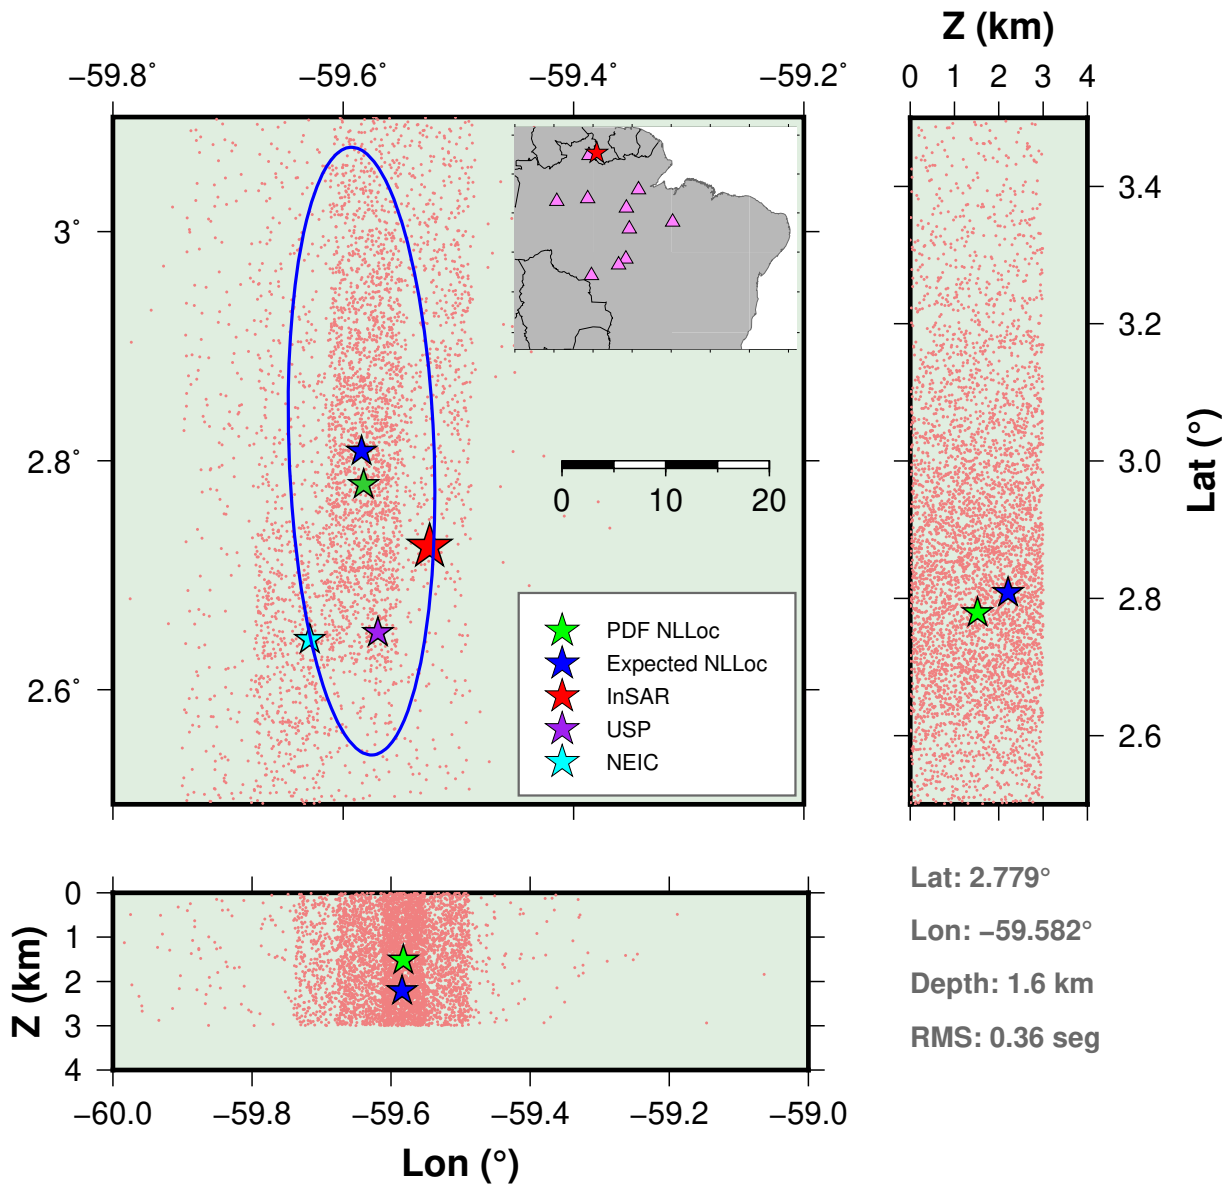 Z (km)
−59.8° −59.6° −59.4° −59.2°
0 1 2 3 4
3°
2.8°
2.6°
0 10 20
PDF NLLoc
Expected NLLoc
InSAR
USP
NEIC
3.4
3.2
3.0
2.8
2.6
Lat (°)
0
1
2
3
4
Z (km)
−60.0 −59.8 −59.6 −59.4 −59.2 −59.0
Lon (°)
Lat: 2.779°
Lon: −59.582°
Depth: 1.6 km
RMS: 0.36 seg